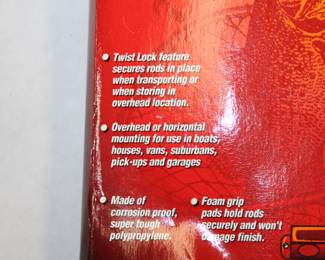 • Twist Lock feature
secures rods in place
when transporting or
when storing in
overhead location.
• Overhead or horizontal
mounting for use in boats,
houses, vans, suburbans,
pick-ups and garages
• Made of
corrosion proof,
super tough
polypropylene.
• Foam grip
pads hold rods
securely and won't
damage finish.